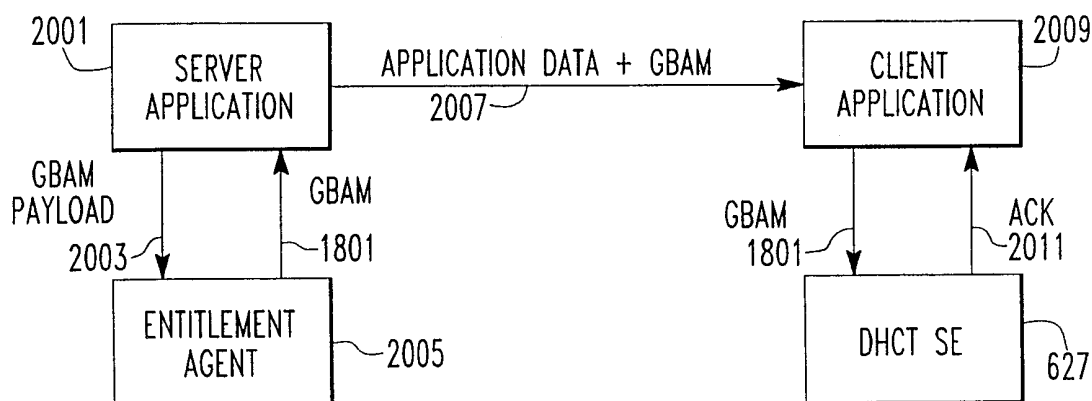 2001
SERVER
APPLICATION
APPLICATION DATA + GBAM
2007
2009
CLIENT
APPLICATION
GBAM
PAYLOAD
2003
GBAM
1801
GBAM
1801
ACK
2011
ENTITLEMENT
AGENT
2005
DHCT SE
627